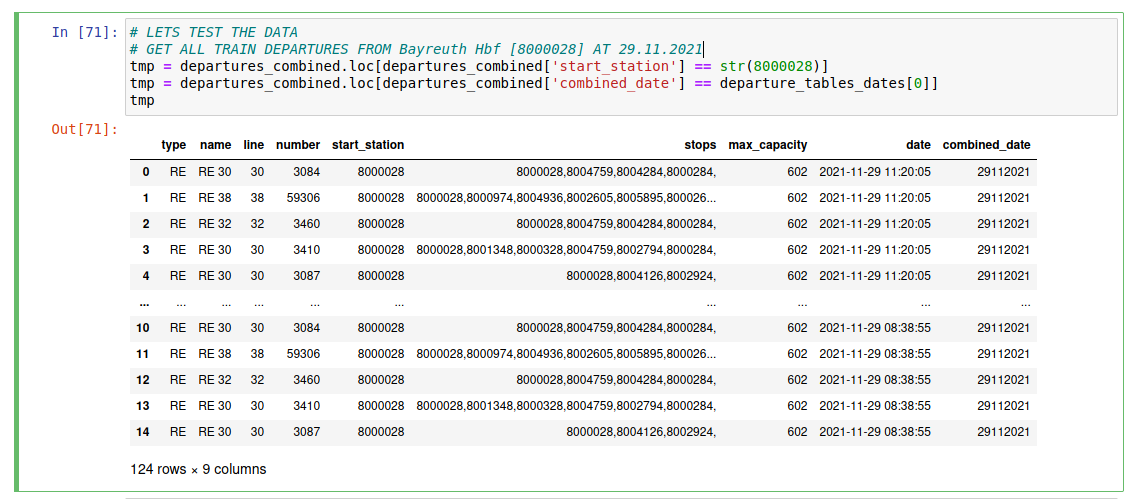 In [71]: # LETS TEST THE DATA
# GET ALL TRAIN DEPARTURES FROM Bayreuth Hbf [8000028] AT 29.11.2021
tmp = departures_combined.loc[departures_combined['start_station'] == str(8000028)]
tmp = departures_combined.loc[departures_combined['combined_date'] == departure_tables_dates[0]]
tmp
Out[71]:
type name line number start_station stops max_capacity date combined_date
0 RE RE 30 30 3084 8000028 8000028,8004759,8004284,8000284, 602 2021-11-29 11:20:05 29112021
1 RE RE 38 38 59306 8000028 8000028,8000974,8004936,8002605,8005895,800026... 602 2021-11-29 11:20:05 29112021
2 RE RE 32 32 3460 8000028 8000028,8004759,8004284,8000284, 602 2021-11-29 11:20:05 29112021
3 RE RE 30 30 3410 8000028 8000028,8001348,8000328,8004759,8002794,8000284, 602 2021-11-29 11:20:05 29112021
4 RE RE 30 30 3087 8000028 8000028,8004126,8002924, 602 2021-11-29 11:20:05 29112021
... ... ... ... ... ... ... ... ... ...
10 RE RE 30 30 3084 8000028 8000028,8004759,8004284,8000284, 602 2021-11-29 08:38:55 29112021
11 RE RE 38 38 59306 8000028 8000028,8000974,8004936,8002605,8005895,800026... 602 2021-11-29 08:38:55 29112021
12 RE RE 32 32 3460 8000028 8000028,8004759,8004284,8000284, 602 2021-11-29 08:38:55 29112021
13 RE RE 30 30 3410 8000028 8000028,8001348,8000328,8004759,8002794,8000284, 602 2021-11-29 08:38:55 29112021
14 RE RE 30 30 3087 8000028 8000028,8004126,8002924, 602 2021-11-29 08:38:55 29112021
124 rows × 9 columns